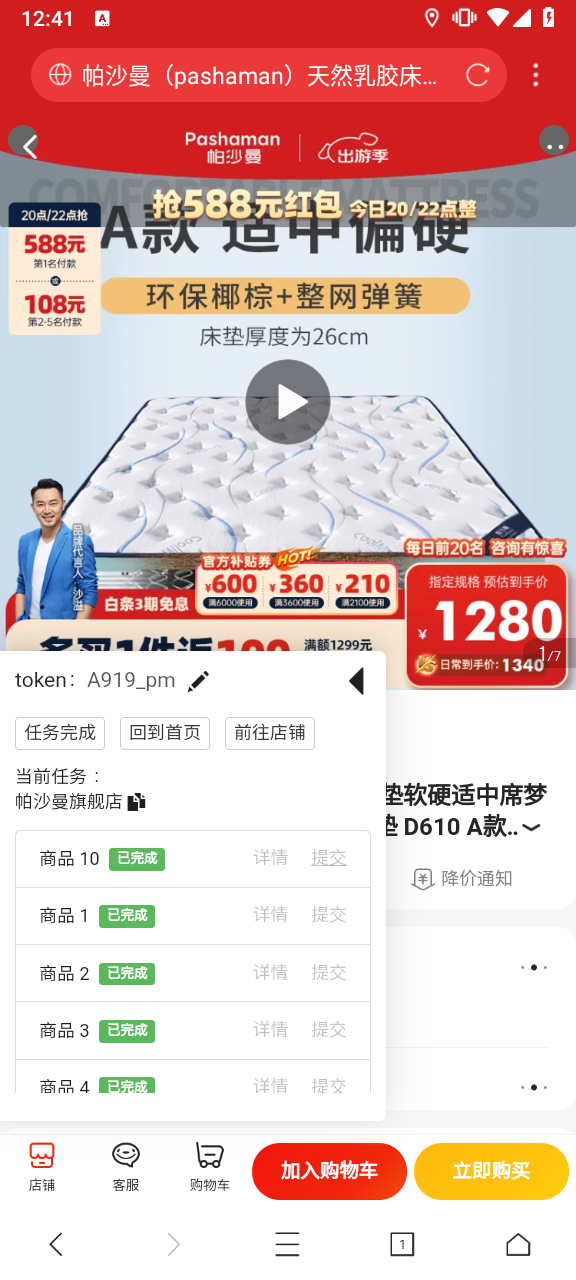 12:41
帕沙曼（pashaman）天然乳胶床...
Pashaman
帕沙曼
出游季
抢588元红包 今日20/22点整
20点/22点抢
588元
第1名付款
或
108元
第2-5名付款
A款 适中偏硬
环保椰棕+整网弹簧
床垫厚度为26cm
品牌代言人 沙溢
官方补贴券 HOT!
¥600 ¥360 ¥210
满6000使用 满3600使用 满2100使用
白条3期免息
每日前20名 咨询有惊喜
指定规格 预估到手价
¥1280
日常到手价: 1340
满额1299元
1/7
token： A919_pm
任务完成 回到首页 前往店铺
当前任务：
帕沙曼旗舰店
垫软硬适中席梦
垫 D610 A款..
降价通知
商品 10 已完成 详情 提交
商品 1 已完成 详情 提交
商品 2 已完成 详情 提交
商品 3 已完成 详情 提交
商品 4 已完成 详情 提交
店铺 客服 购物车 加入购物车 立即购买
1